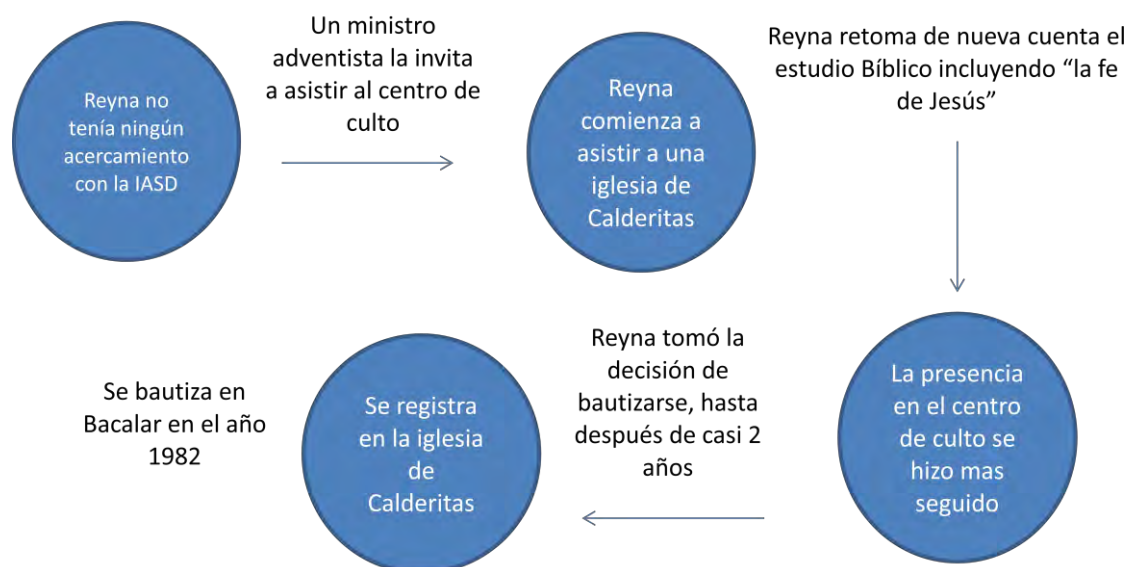 Reyna no
tenía ningún
acercamiento
con la IASD
Un ministro
adventista la invita
a asistir al centro de
culto
Reyna
comienza a
asistir a una
iglesia de
Calderitas
Reyna retoma de nueva cuenta el
estudio Bíblico incluyendo “la fe
de Jesús”
La presencia
en el centro
de culto se
hizo mas
seguido
Reyna tomó la
decisión de
bautizarse, hasta
después de casi 2
años
Se registra
en la iglesia
de
Calderitas
Se bautiza en
Bacalar en el año
1982